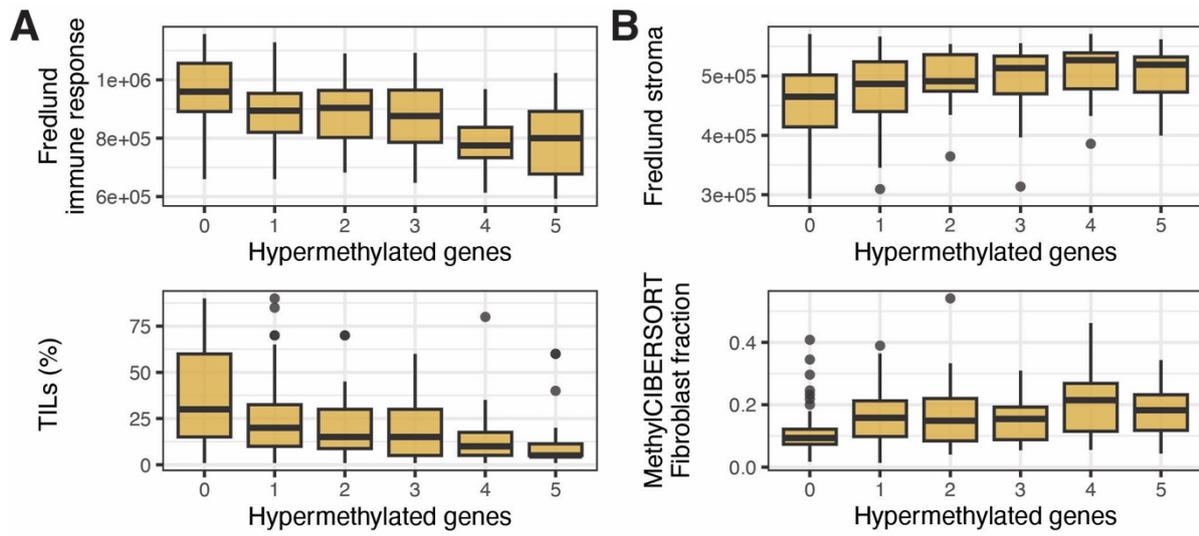 A
Fredlund
immune response
1e+06
8e+05
6e+05
0 1 2 3 4 5
Hypermethylated genes
TILs (%)
75
50
25
0
0 1 2 3 4 5
Hypermethylated genes
B
Fredlund stroma
5e+05
4e+05
3e+05
0 1 2 3 4 5
Hypermethylated genes
MethylCIBERSORT
Fibroblast fraction
0.4
0.2
0.0
0 1 2 3 4 5
Hypermethylated genes